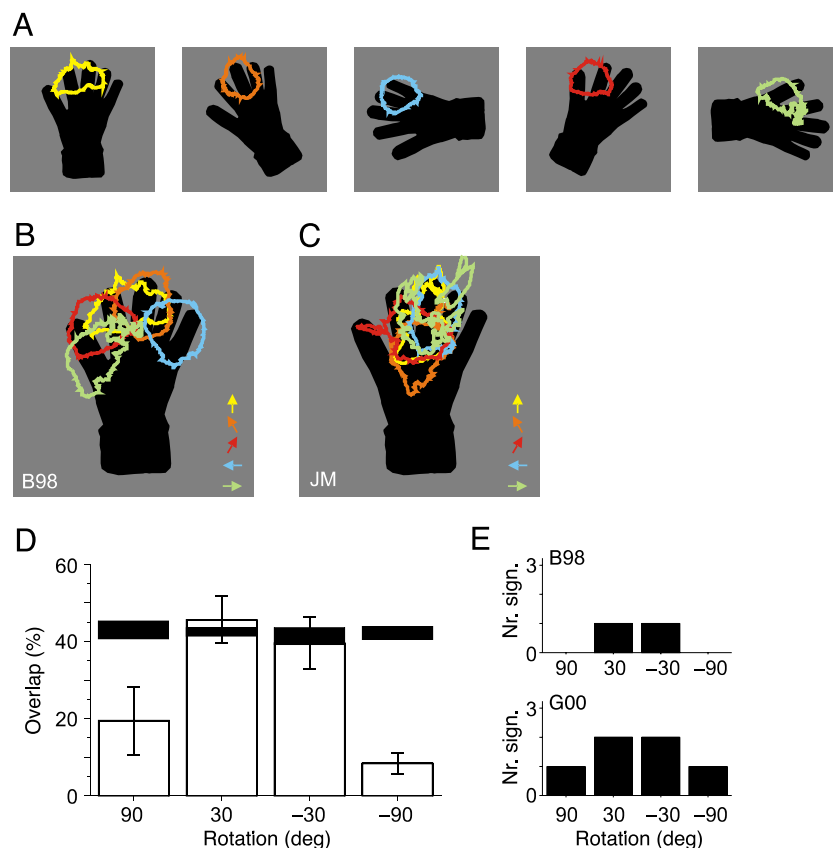 A
B
C
B98
JM
D
60
40
20
0
Overlap (%)
90 30 –30 –90
Rotation (deg)
E
B98
3
0
Nr. sign.
90 30 –30 –90
G00
3
0
Nr. sign.
90 30 –30 –90
Rotation (deg)